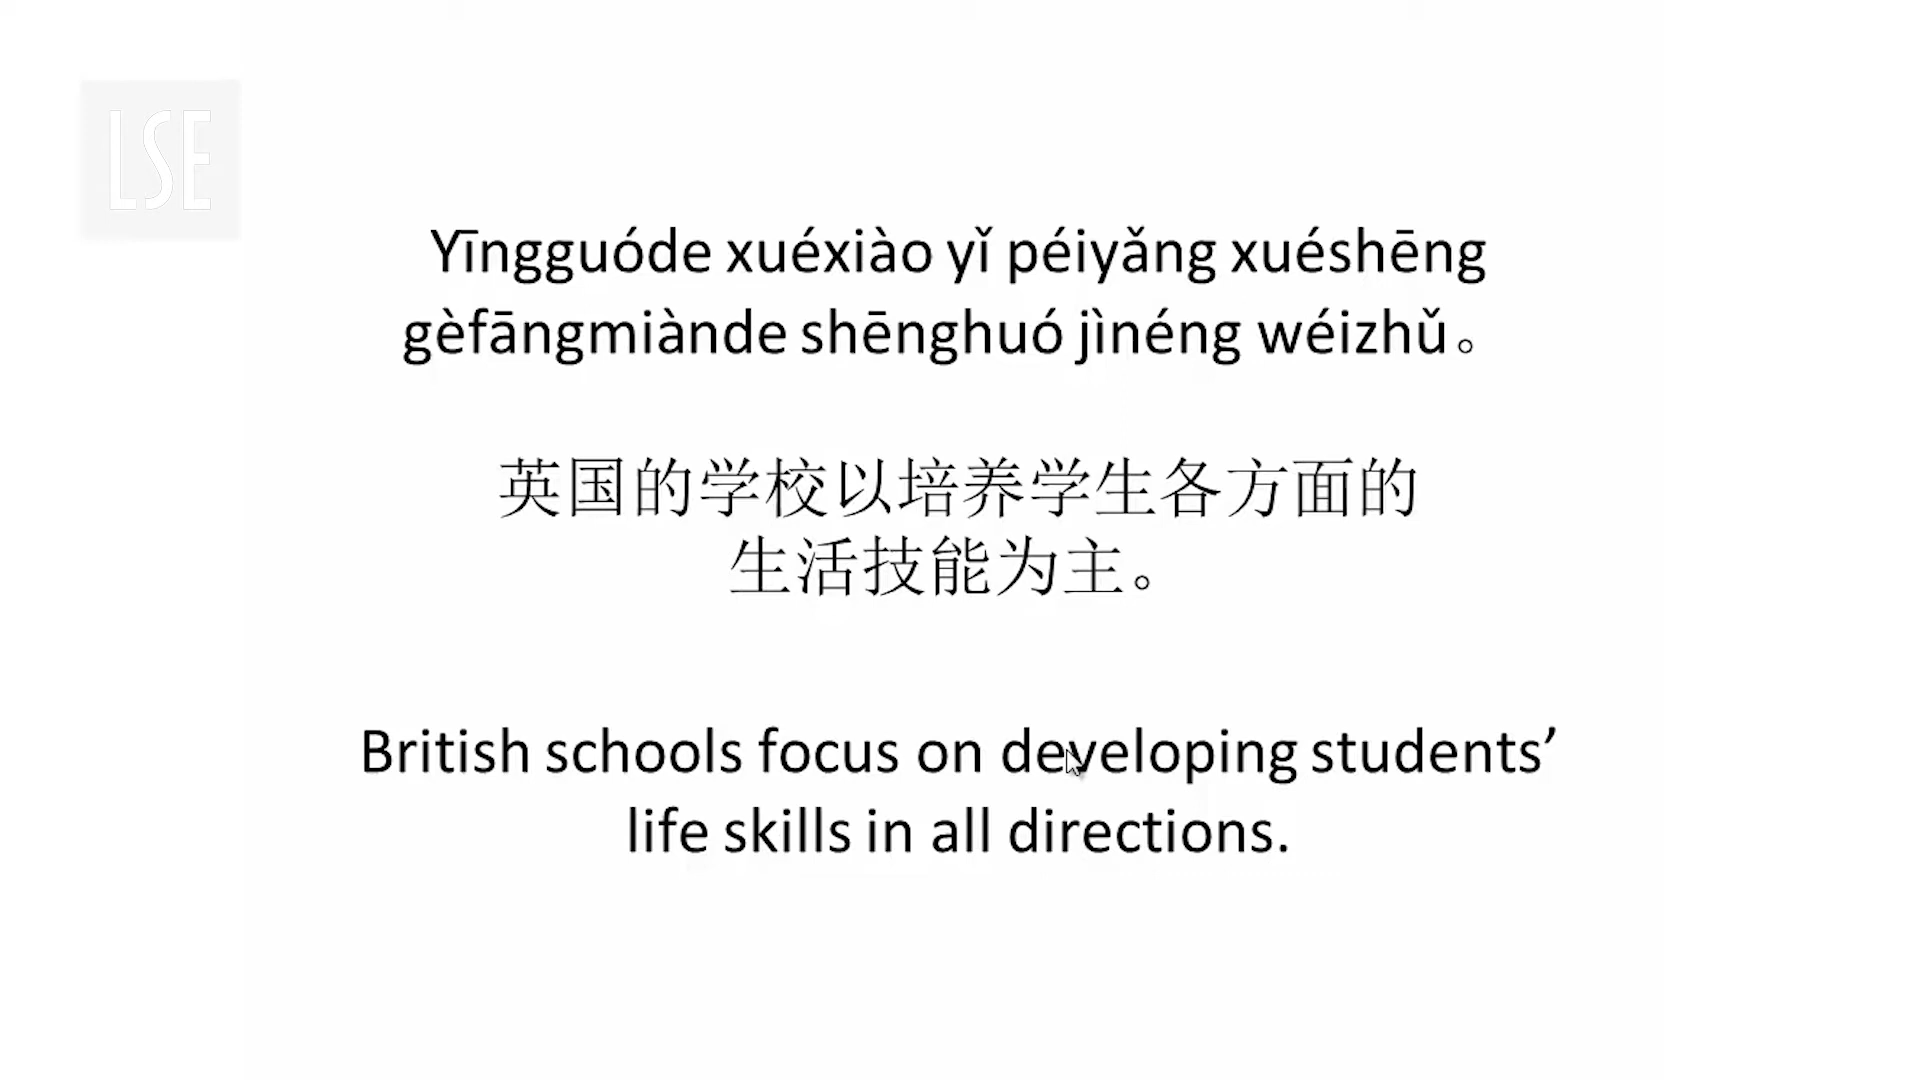 LSE
Yīngguóde xuéxiào yǐ péiyǎng xuéshēng
gèfāngmiànde shēnghuó jìnéng wéizhǔ。
英国的学校以培养学生各方面的
生活技能为主。
British schools focus on developing students’
life skills in all directions.